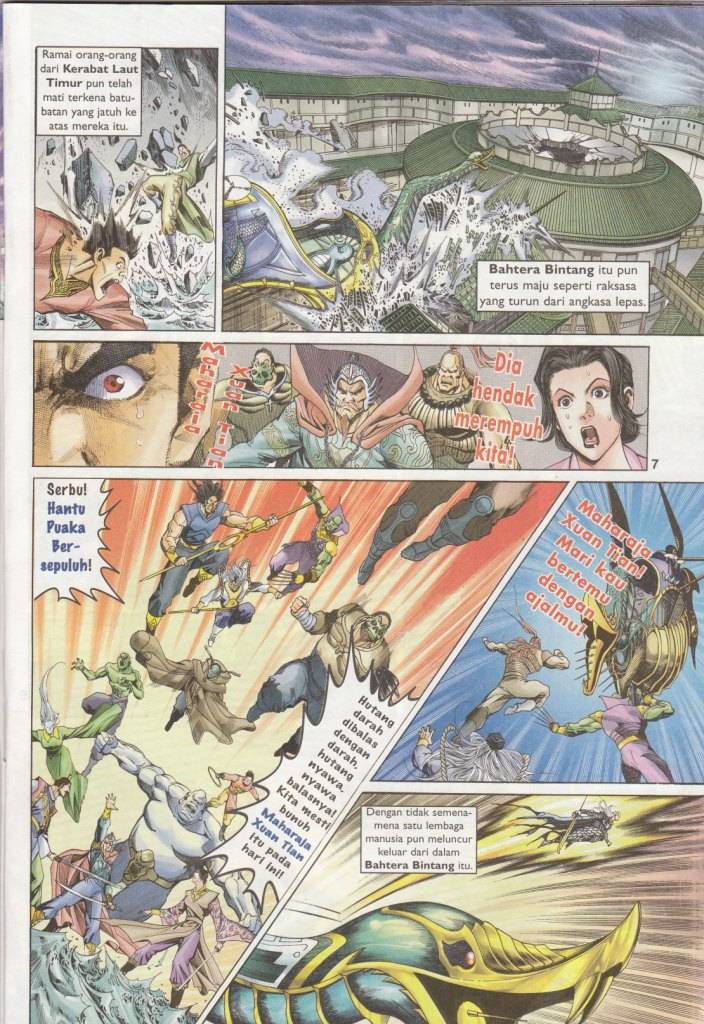 Ramai orang-orang
dari Kerabat Laut
Timur pun telah
mati terkena batu-
batan yang jatuh ke
atas mereka itu.
Bahtera Bintang itu pun
terus maju seperti raksasa
yang turun dari angkasa lepas.
Maharaja
Xuan Tian
Dia
hendak
merempuh
kita!
7
Serbu!
Hantu
Puaka
Ber-
sepuluh!
Maharaja
Xuan Tian!
Mari kau
bertemu
dengan
ajalmu!
Hutang
darah
dibalas
dengan
darah,
hutang
nyawa,
nyawa
balasnya!
Kita mesti
bunuh
Maharaja
Xuan Tian
itu pada
hari ini!
Dengan tidak semena-
mena satu lembaga
manusia pun meluncur
keluar dari dalam
Bahtera Bintang itu.